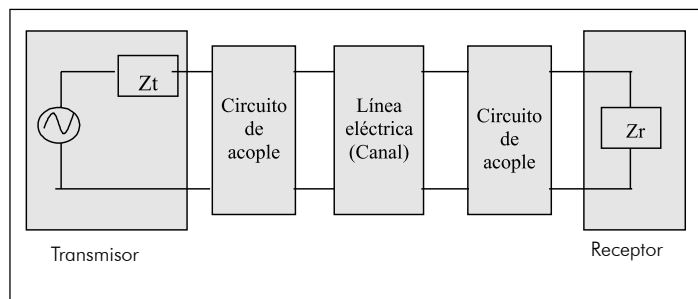 Zt
Circuito
de
acople
Línea
eléctrica
(Canal)
Circuito
de
acople
Zr
Transmisor
Receptor